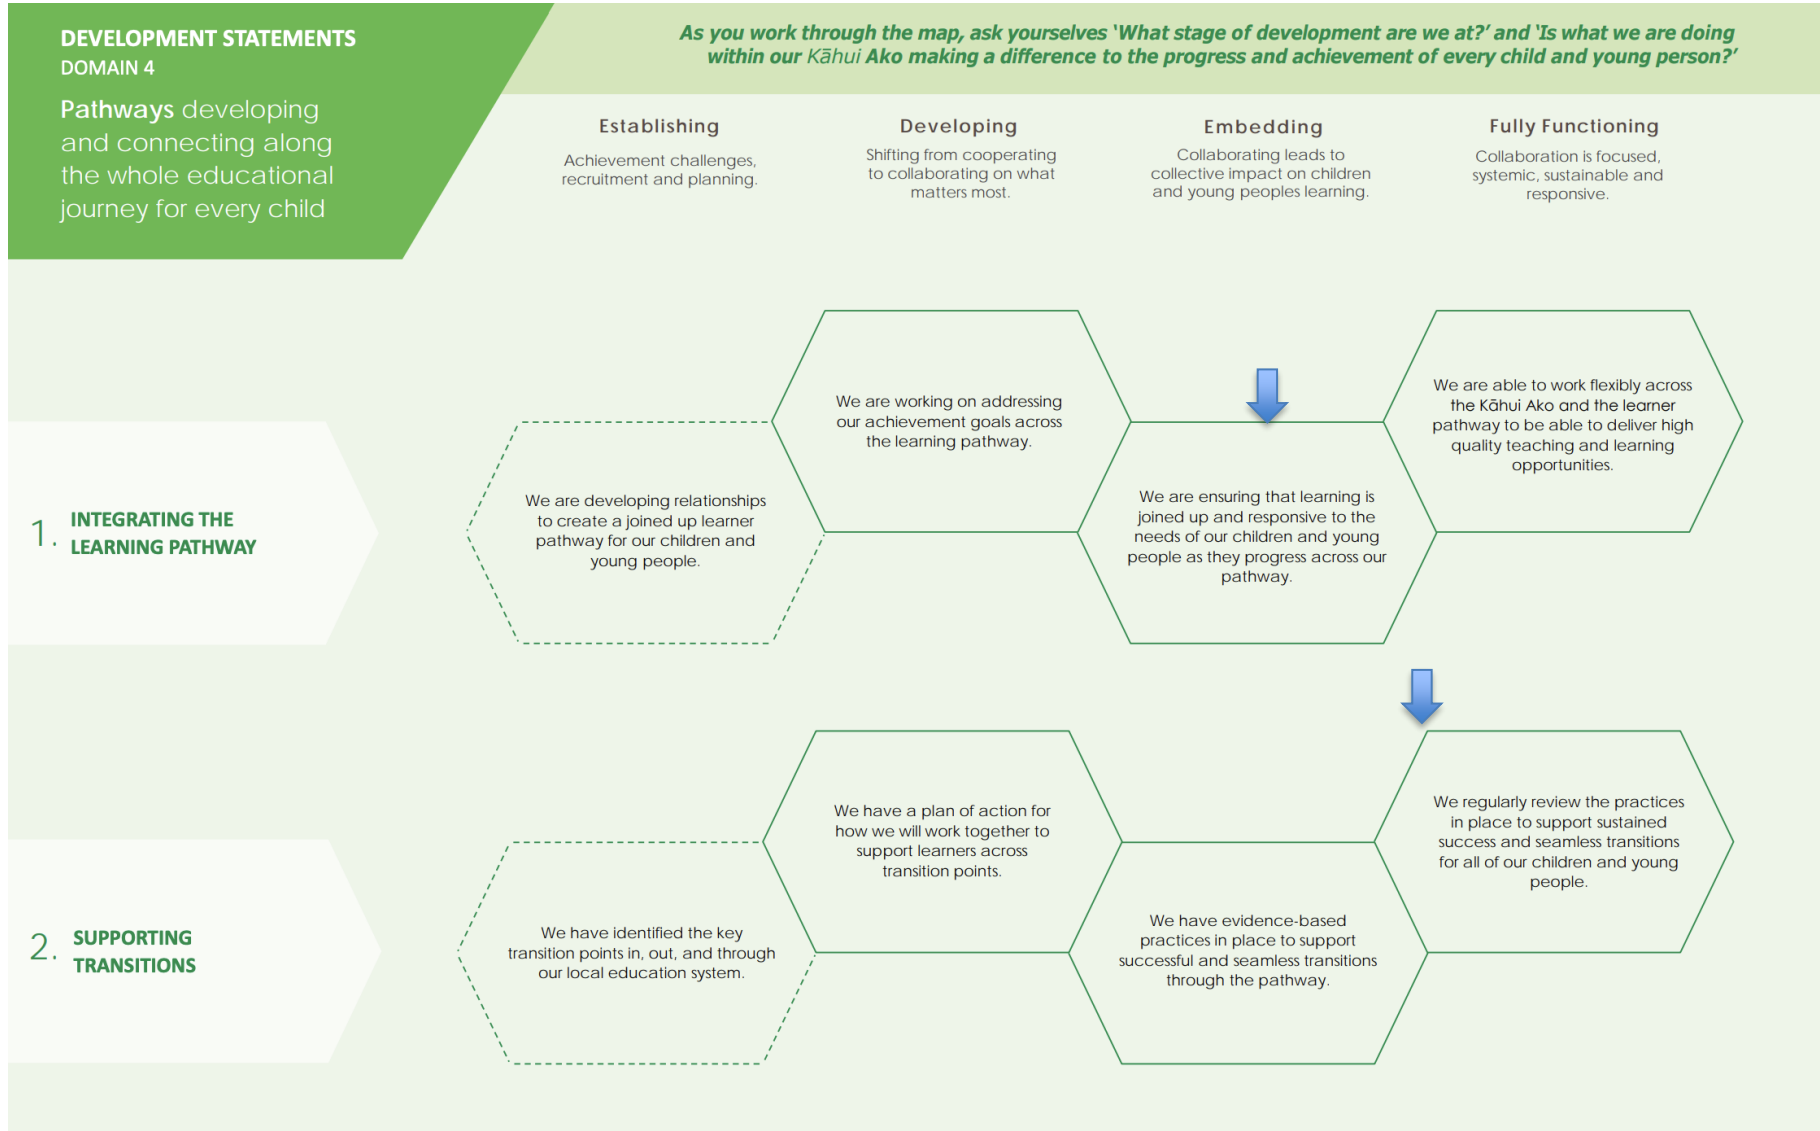 DEVELOPMENT STATEMENTS
DOMAIN 4
Pathways developing
and connecting along
the whole educational
journey for every child
As you work through the map, ask yourselves ‘What stage of development are we at?’ and ‘Is what we are doing
within our Kāhui Ako making a difference to the progress and achievement of every child and young person?’
Establishing
Achievement challenges,
recruitment and planning.
Developing
Shifting from cooperating
to collaborating on what
matters most.
Embedding
Collaborating leads to
collective impact on children
and young peoples learning.
Fully Functioning
Collaboration is focused,
systemic, sustainable and
responsive.
1. INTEGRATING THE
LEARNING PATHWAY
We are developing relationships
to create a joined up learner
pathway for our children and
young people.
We are working on addressing
our achievement goals across
the learning pathway.
We are ensuring that learning is
joined up and responsive to the
needs of our children and young
people as they progress across our
pathway.
We are able to work flexibly across
the Kāhui Ako and the learner
pathway to be able to deliver high
quality teaching and learning
opportunities.
2. SUPPORTING
TRANSITIONS
We have identified the key
transition points in, out, and through
our local education system.
We have a plan of action for
how we will work together to
support learners across
transition points.
We have evidence-based
practices in place to support
successful and seamless transitions
through the pathway.
We regularly review the practices
in place to support sustained
success and seamless transitions
for all of our children and young
people.